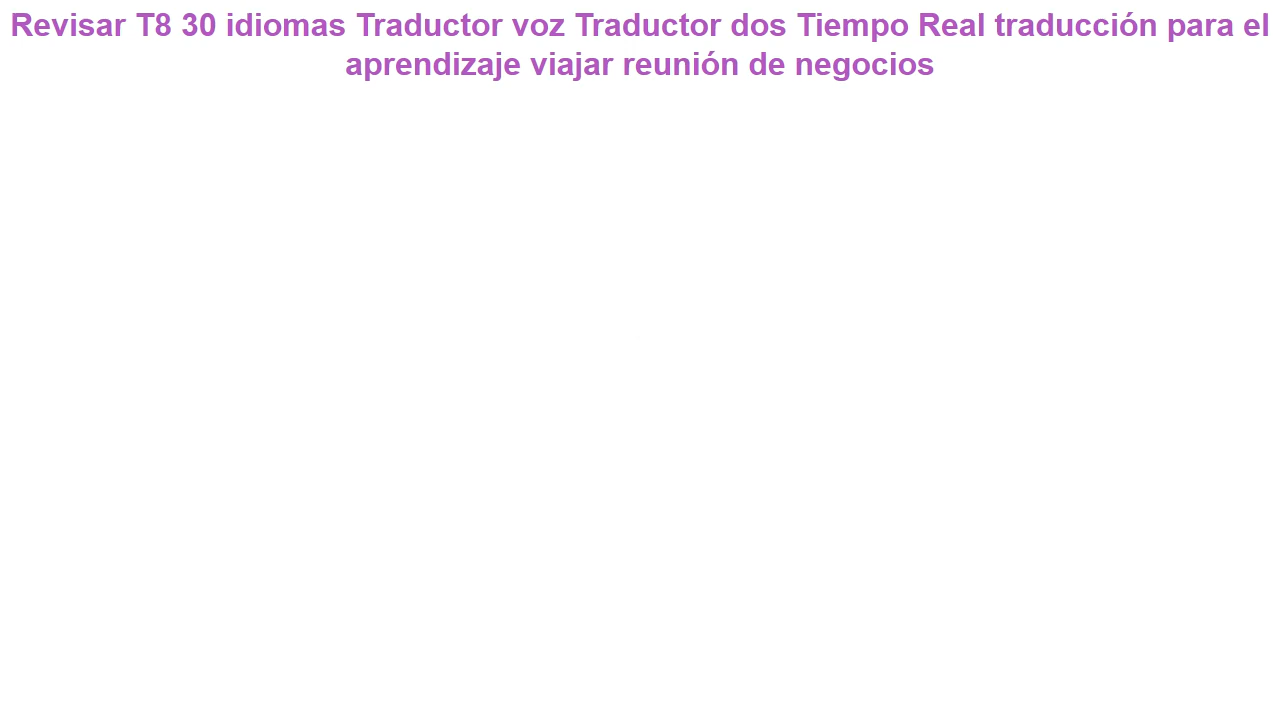 Revisar T8 30 idiomas Traductor voz Traductor dos Tiempo Real traducción para el
aprendizaje viajar reunión de negocios